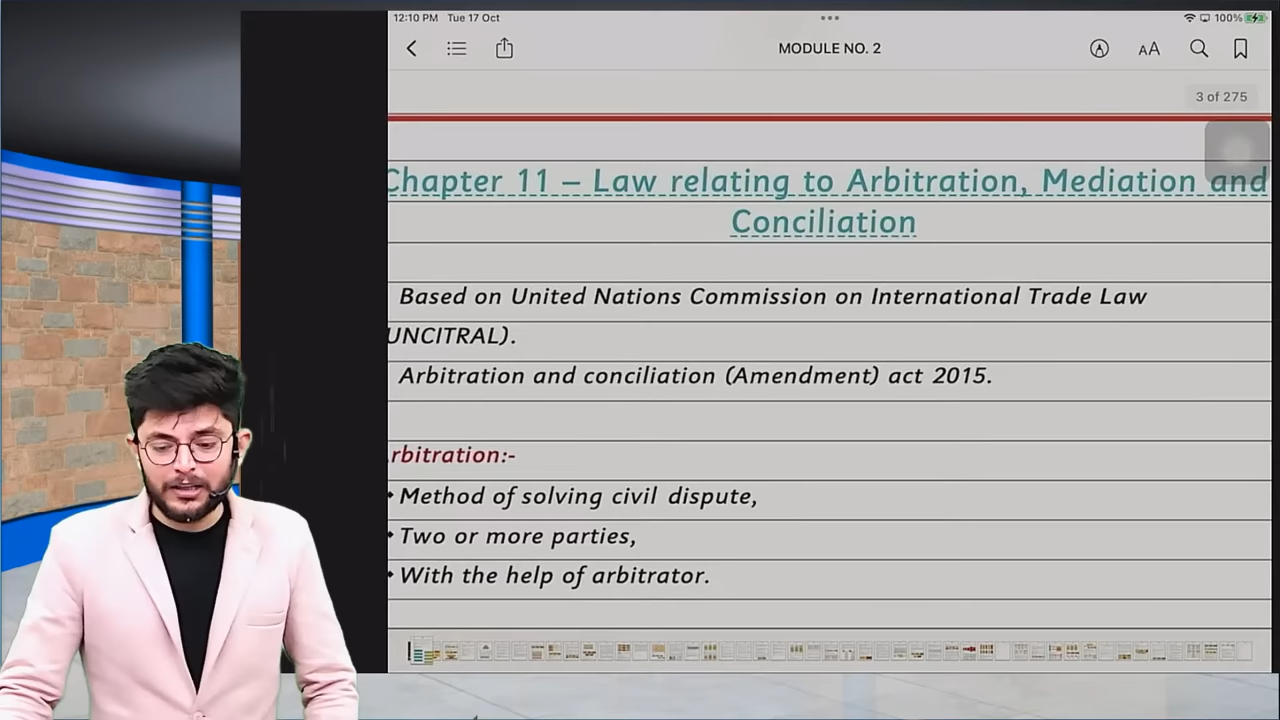 12:10 PM Tue 17 Oct
100%
MODULE NO. 2
AA
3 of 275
Chapter 11 – Law relating to Arbitration, Mediation and
Conciliation
Based on United Nations Commission on International Trade Law
UNCITRAL).
Arbitration and conciliation (Amendment) act 2015.
rbitration:-
Method of solving civil dispute,
Two or more parties,
With the help of arbitrator.